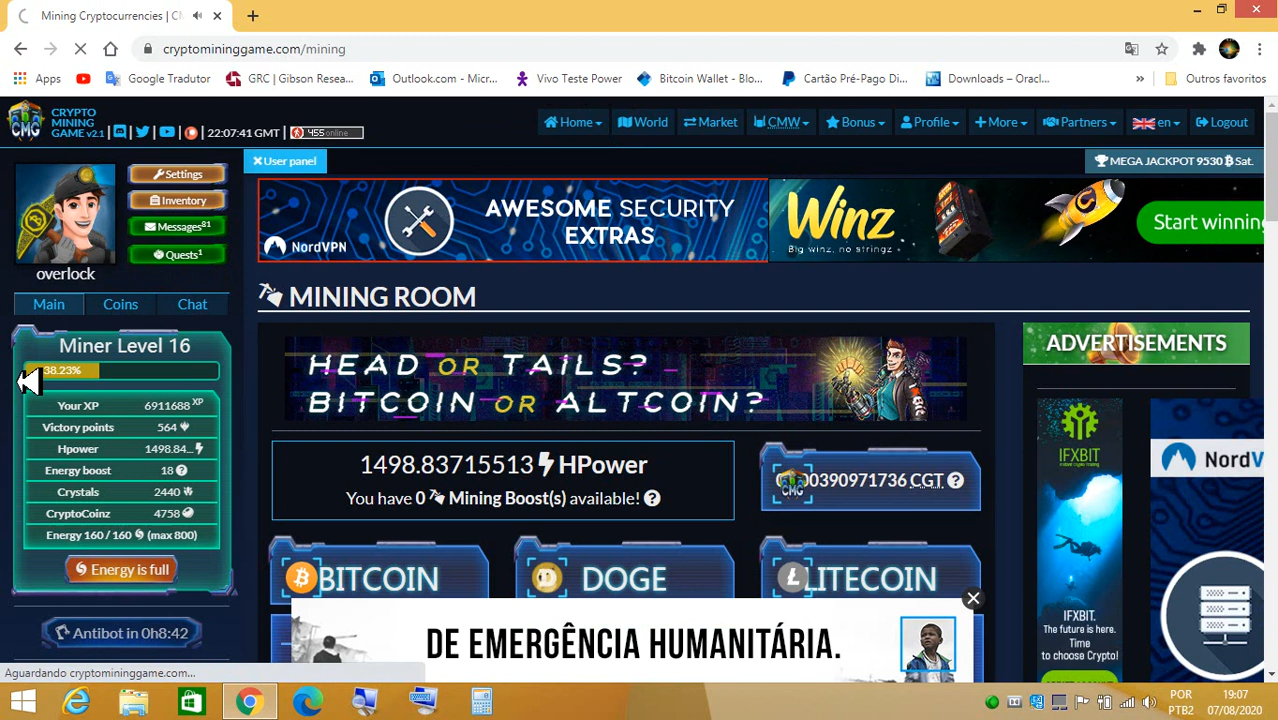 Mining Cryptocurrencies | C
cryptomininggame.com/mining
Apps
Google Tradutor
GRC | Gibson Resea...
Outlook.com - Micr...
Vivo Teste Power
Bitcoin Wallet - Blo...
Cartão Pré-Pago Di...
Downloads – Oracl...
»
Outros favoritos
CMG
CRYPTO
MINING
GAME v2.1
22:07:41 GMT
455 online
Home
World
Market
CMW
Bonus
Profile
More
Partners
en
Logout
User panel
MEGA JACKPOT 9530 Sat.
Settings
Inventory
Messages 81
Quests 1
overlock
NordVPN
AWESOME SECURITY
EXTRAS
Winz
Big winz, no stringz
Start winnin
MINING ROOM
Main
Coins
Chat
Miner Level 16
38.23%
Your XP 6911688 XP
Victory points 564
Hpower 1498.84...
Energy boost 18
Crystals 2440
CryptoCoinz 4758
Energy 160 / 160 (max 800)
Energy is full
Antibot in 0h8:42
HEAD OR TAILS?
BITCOIN OR ALTCOIN?
ADVERTISEMENTS
1498.83715513 HPower
You have 0 Mining Boost(s) available!
CMG
00390971736 CGT
BITCOIN
DOGE
LITECOIN
IFXBIT
Instant Crypto Trading
IFXBIT.
The future is here.
Time
to choose Crypto!
NordV
DE EMERGÊNCIA HUMANITÁRIA.
Aguardando cryptomininggame.com...
POR
PTB2
19:07
07/08/2020